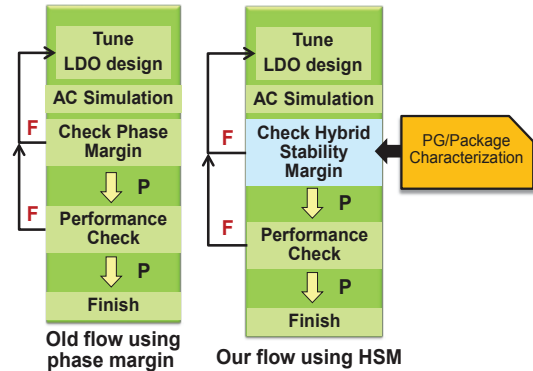 Tune
LDO design
AC Simulation
F
Check Phase
Margin
P
F
Performance
Check
P
Finish
Old flow using
phase margin
Tune
LDO design
AC Simulation
F
Check Hybrid
Stability
Margin
PG/Package
Characterization
P
F
Performance
Check
P
Finish
Our flow using HSM